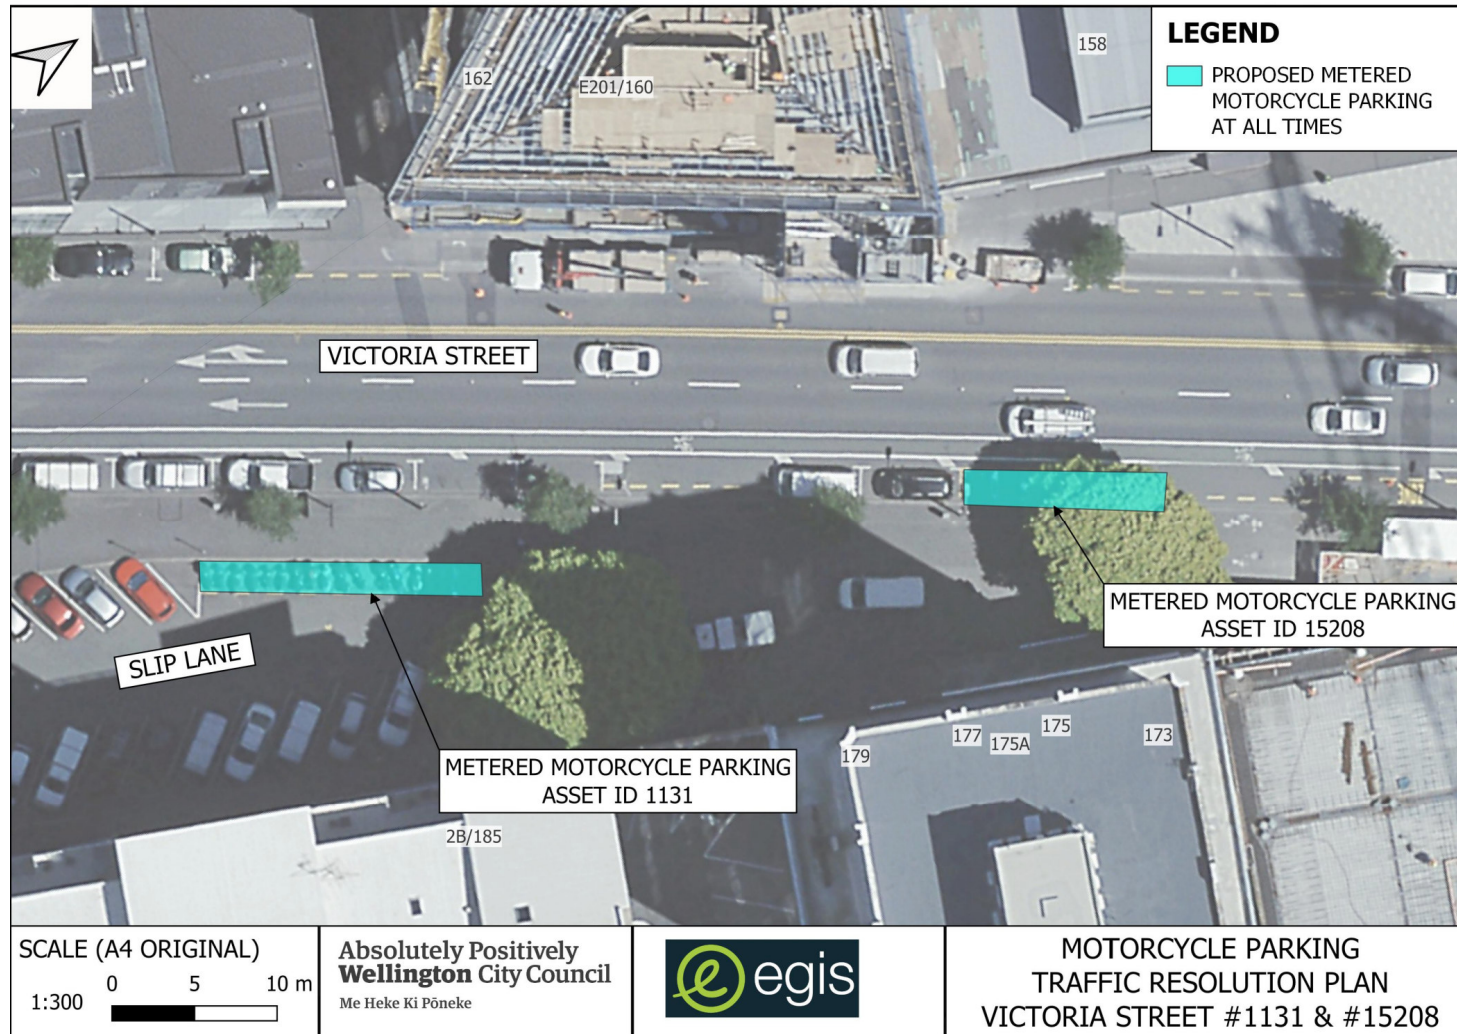 LEGEND
PROPOSED METERED
MOTORCYCLE PARKING
AT ALL TIMES
158
162
E201/160
VICTORIA STREET
METERED MOTORCYCLE PARKING
ASSET ID 15208
SLIP LANE
METERED MOTORCYCLE PARKING
ASSET ID 1131
179
177
175A
175
173
2B/185
SCALE (A4 ORIGINAL)
1:300
0 5 10 m
Absolutely Positively
Wellington City Council
Me Heke Ki Pōneke
e egis
MOTORCYCLE PARKING
TRAFFIC RESOLUTION PLAN
VICTORIA STREET #1131 & #15208